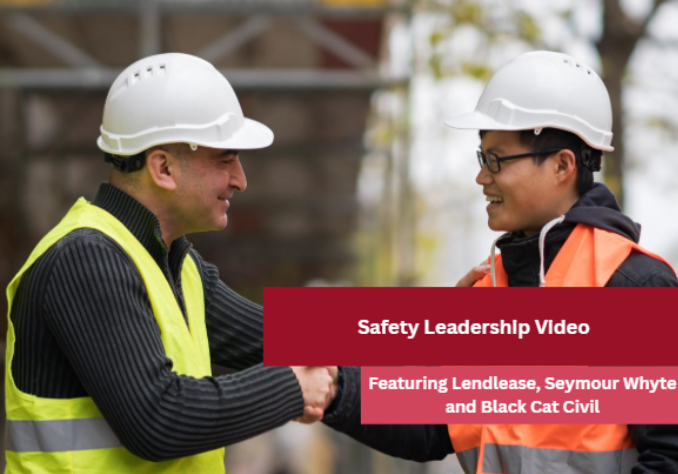 Safety Leadership Video
Featuring Lendlease, Seymour Whyte
and Black Cat Civil